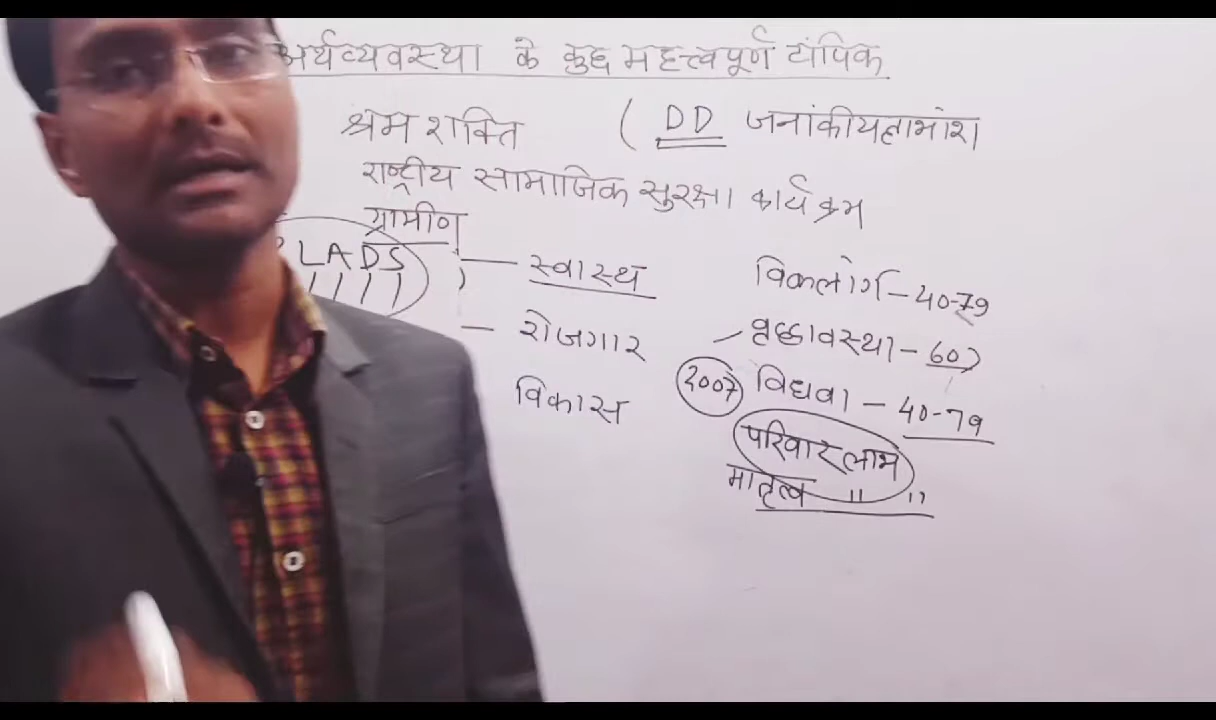 अर्थव्यवस्था के कुछ महत्त्वपूर्ण टॉपिक
श्रम शक्ति ( DD जनांकीयलाभांश)
राष्ट्रीय सामाजिक सुरक्षा कार्यक्रम
ग्रामीण
LADS ) — स्वास्थ
— रोजगार
विकास
विकलांग - 40-79
वृद्धावस्था - 60
2007 विधवा - 40-79
परिवार लाभ
मातृत्व " "